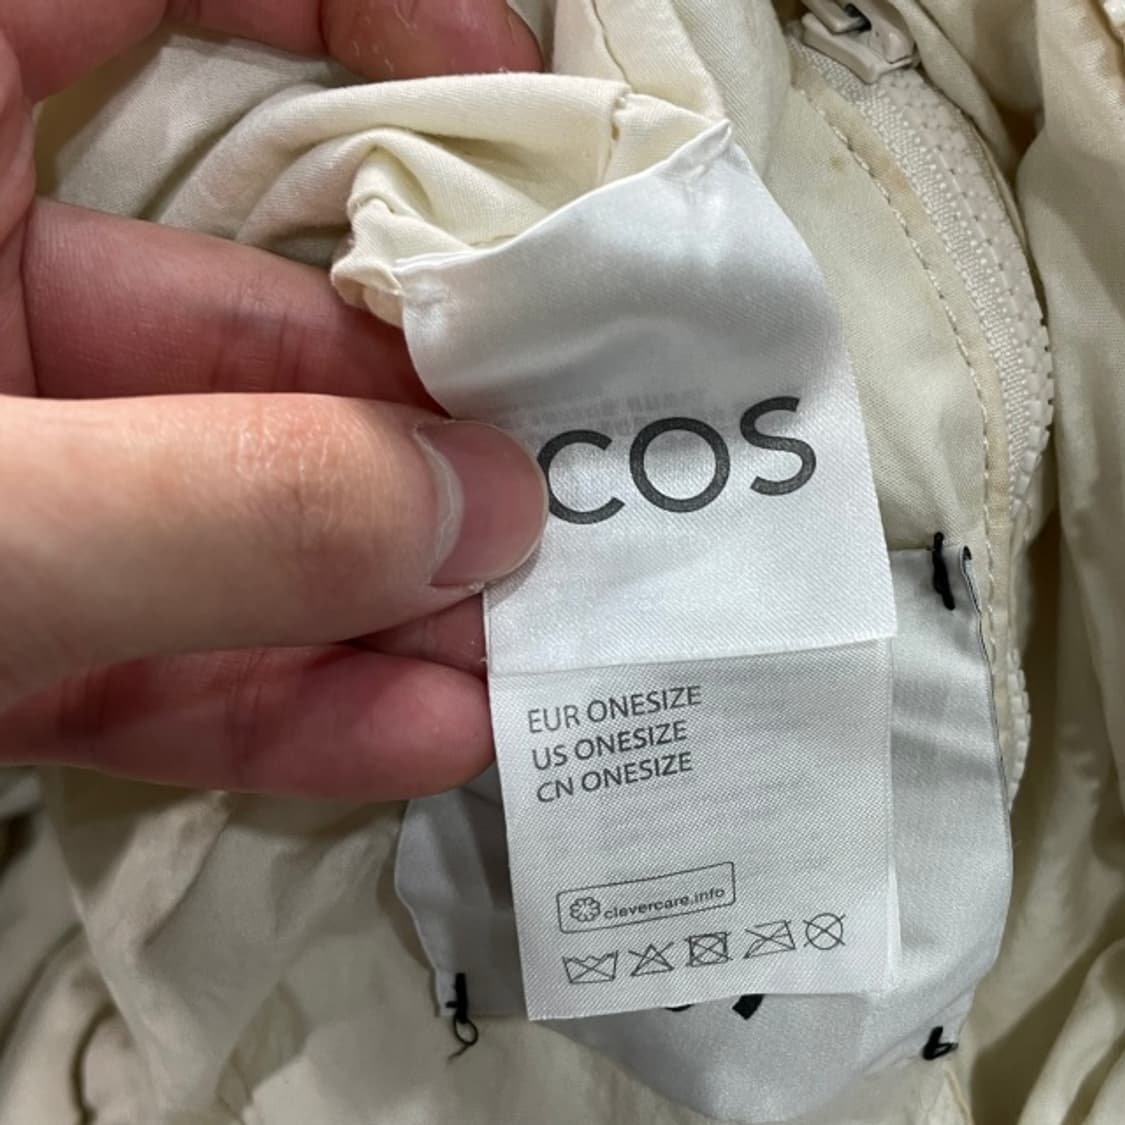 COS
EUR ONESIZE
US ONESIZE
CN ONESIZE
clevercare.info